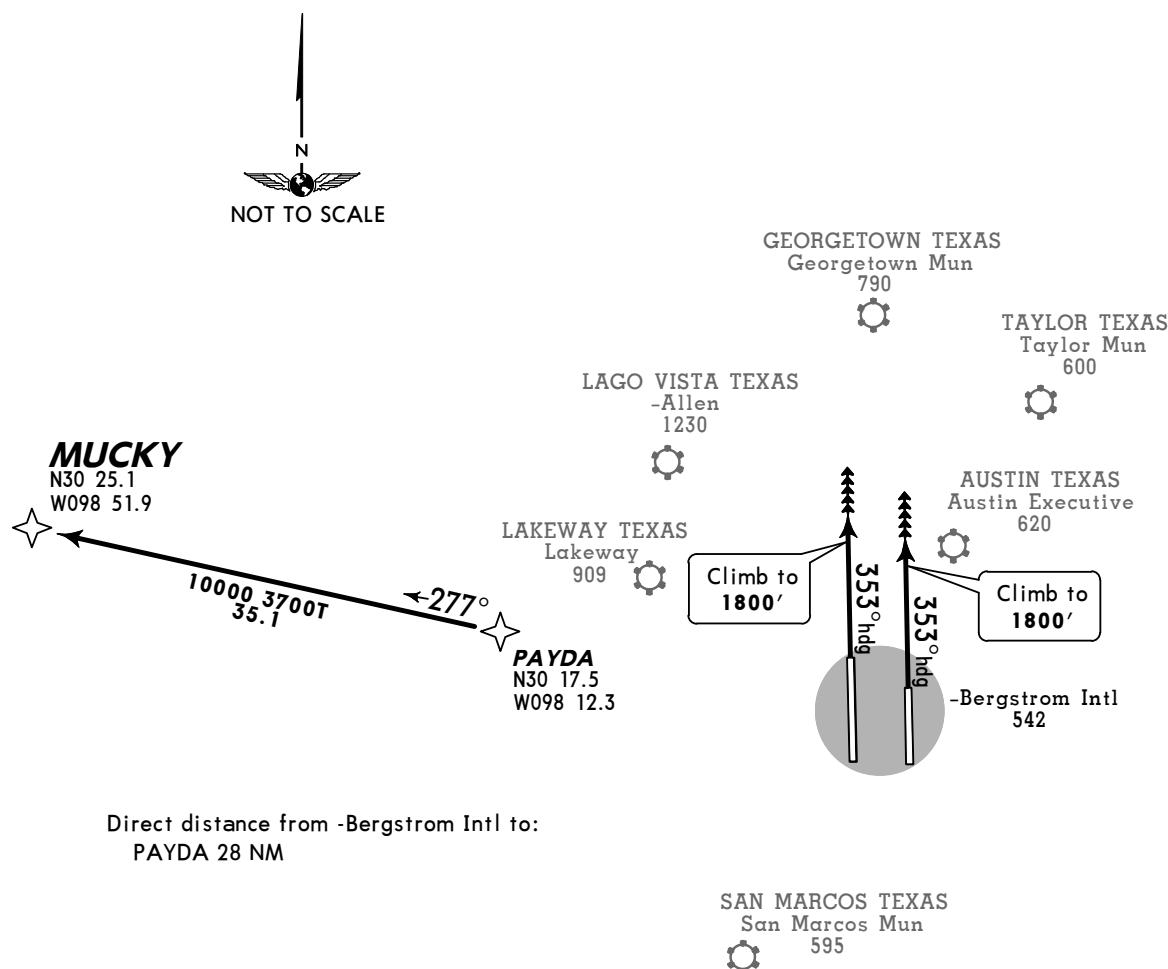 N
NOT TO SCALE
GEORGETOWN TEXAS
Georgetown Mun
790
TAYLOR TEXAS
Taylor Mun
600
LAGO VISTA TEXAS
-Allen
1230
MUCKY
N30 25.1
W098 51.9
AUSTIN TEXAS
Austin Executive
620
LAKEWAY TEXAS
Lakeway
909
Climb to
1800'
353°hdg
353°hdg
Climb to
1800'
277°
10000 3700T
35.1
PAYDA
N30 17.5
W098 12.3
-Bergstrom Intl
542
Direct distance from -Bergstrom Intl to:
PAYDA 28 NM
SAN MARCOS TEXAS
San Marcos Mun
595